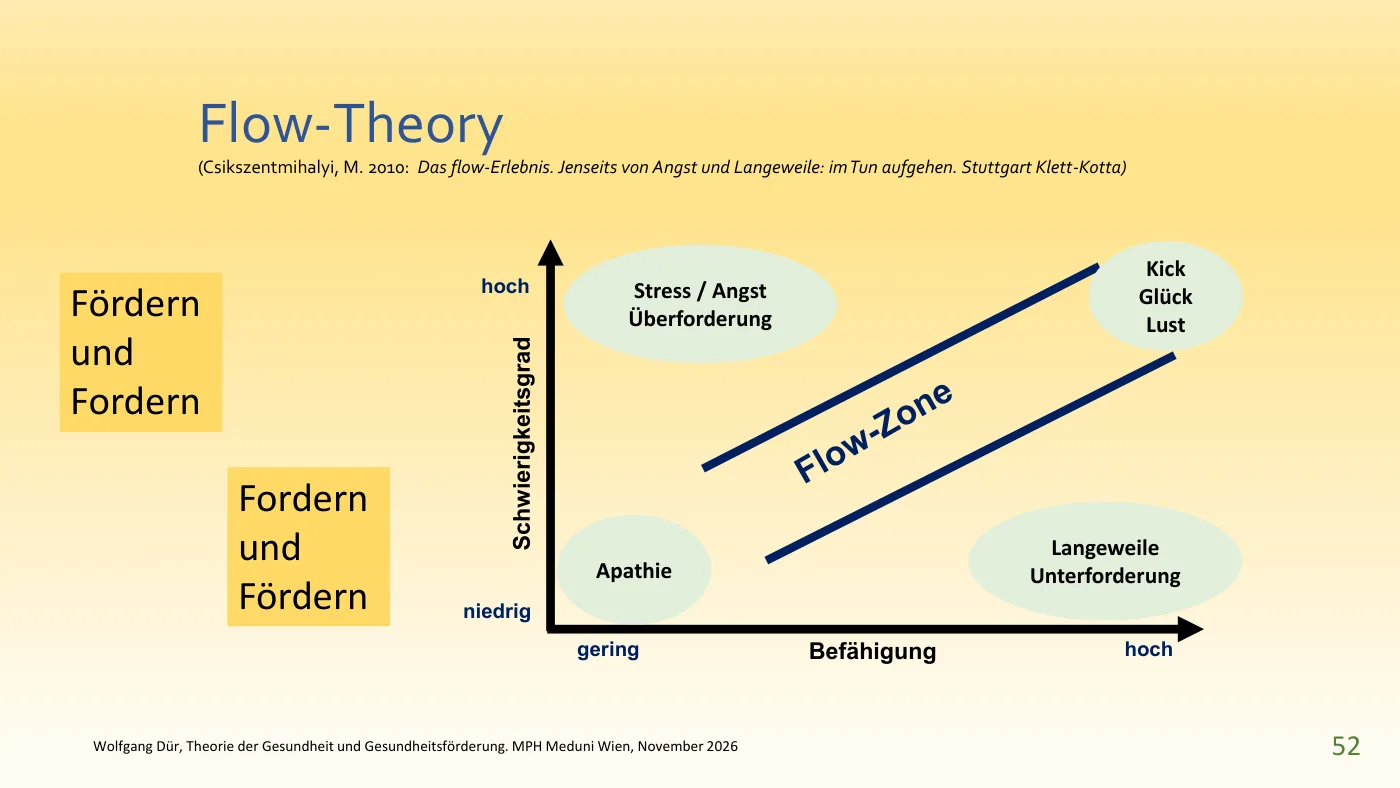 Flow-Theory
(Csikszentmihalyi, M. 2010: Das flow-Erlebnis. Jenseits von Angst und Langeweile: im Tun aufgehen. Stuttgart Klett-Kotta)
Fördern
und
Fordern
Fordern
und
Fördern
hoch
Schwierigkeitsgrad
niedrig
Stress / Angst
Überforderung
Kick
Glück
Lust
Flow-Zone
Apathie
Langeweile
Unterforderung
gering
Befähigung
hoch
Wolfgang Dür, Theorie der Gesundheit und Gesundheitsförderung. MPH Meduni Wien, November 2026
52